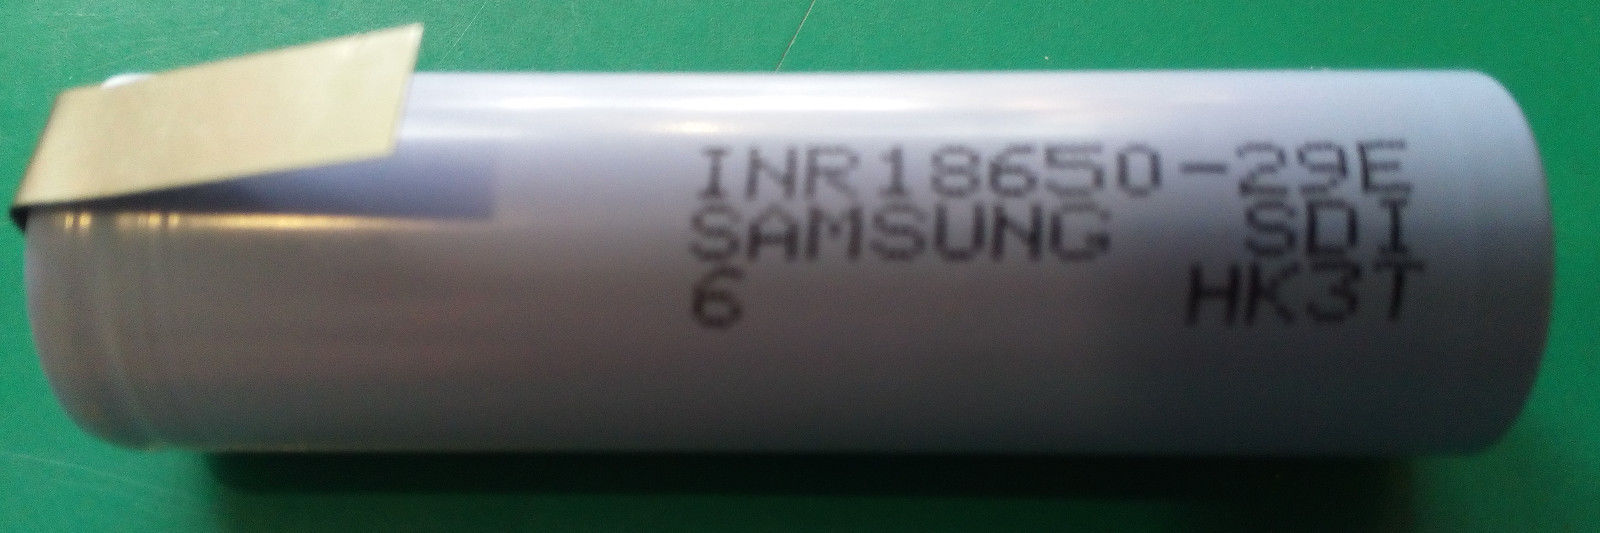 INR18650-29E
SAMSUNG SDI
6 HK3T